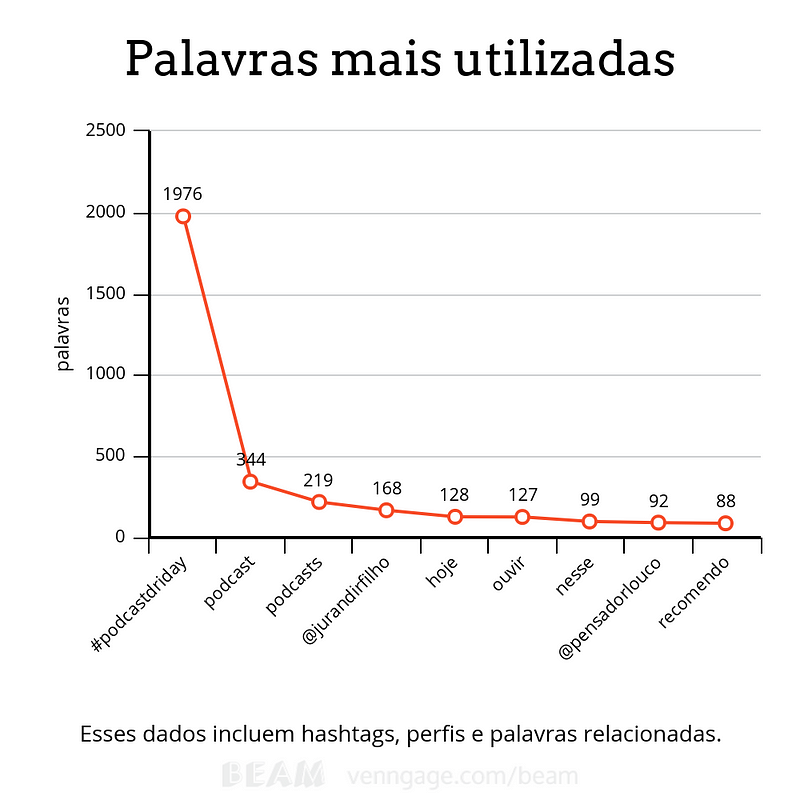 Palavras mais utilizadas
palavras
2500
2000
1500
1000
500
0
1976
344
219
168
128
127
99
92
88
#podcastdriday
podcast
podcasts
@jurandirfilho
hoje
ouvir
nesse
@pensadorlouco
recomendo
Esses dados incluem hashtags, perfis e palavras relacionadas.
BEAM venngage.com/beam